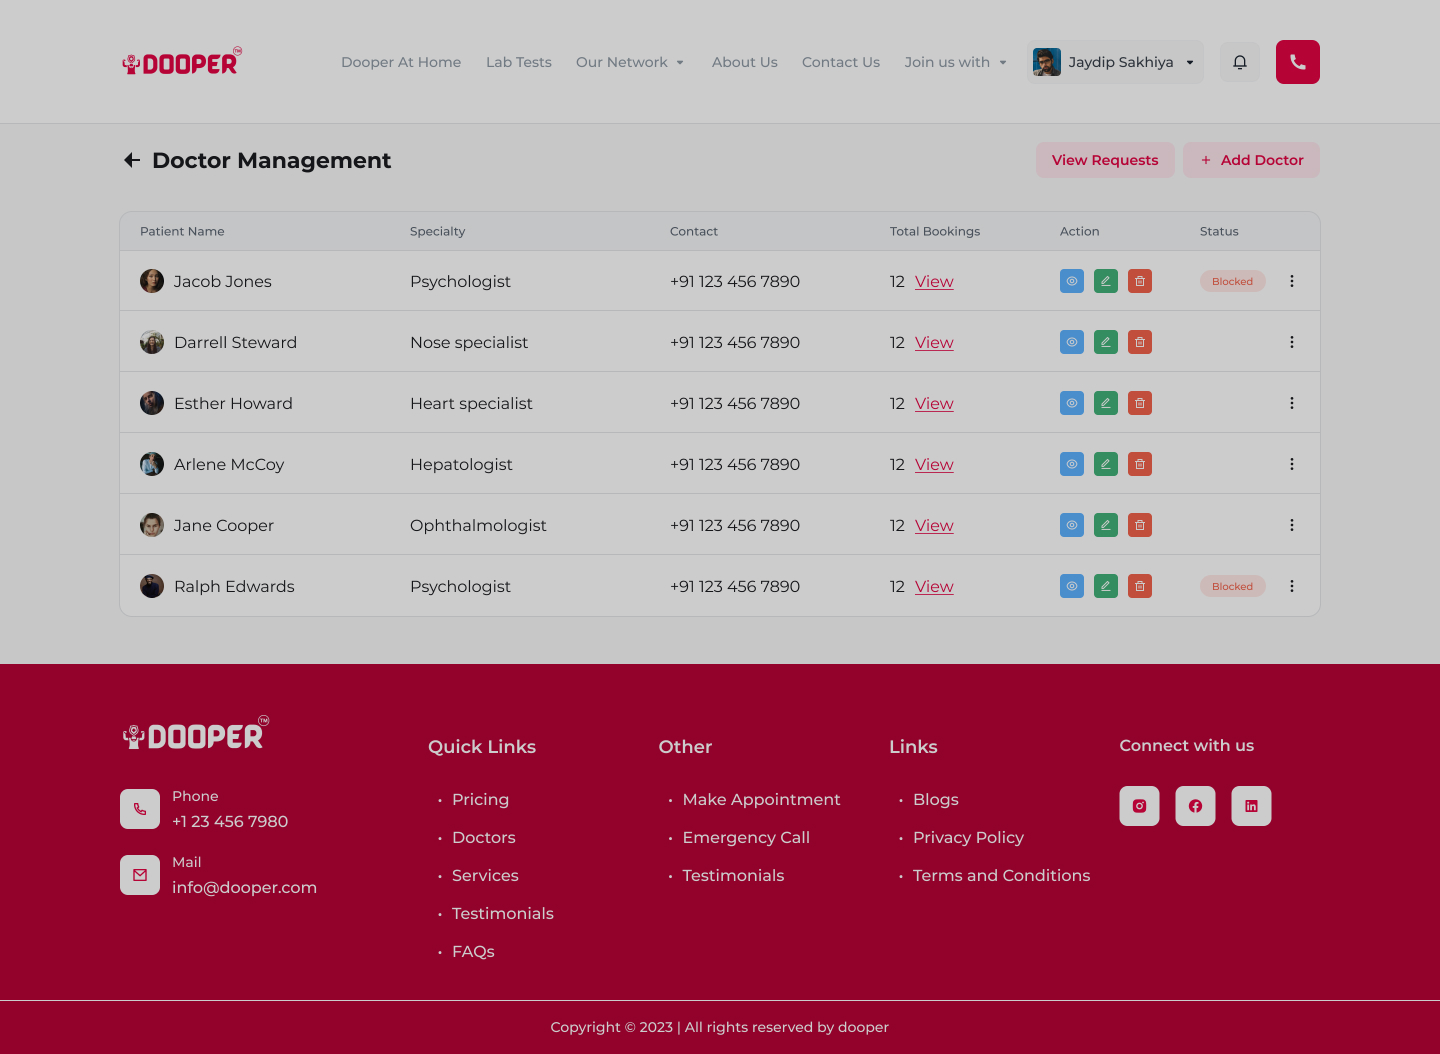 DOOPER TM
Dooper At Home Lab Tests Our Network About Us Contact Us Join us with Jaydip Sakhiya
Doctor Management
View Requests + Add Doctor
Patient Name Specialty Contact Total Bookings Action Status
Jacob Jones Psychologist +91 123 456 7890 12 View Blocked
Darrell Steward Nose specialist +91 123 456 7890 12 View
Esther Howard Heart specialist +91 123 456 7890 12 View
Arlene McCoy Hepatologist +91 123 456 7890 12 View
Jane Cooper Ophthalmologist +91 123 456 7890 12 View
Ralph Edwards Psychologist +91 123 456 7890 12 View Blocked
DOOPER TM
Phone
+1 23 456 7980
Mail
info@dooper.com
Quick Links
• Pricing
• Doctors
• Services
• Testimonials
• FAQs
Other
• Make Appointment
• Emergency Call
• Testimonials
Links
• Blogs
• Privacy Policy
• Terms and Conditions
Connect with us
Copyright © 2023 | All rights reserved by dooper